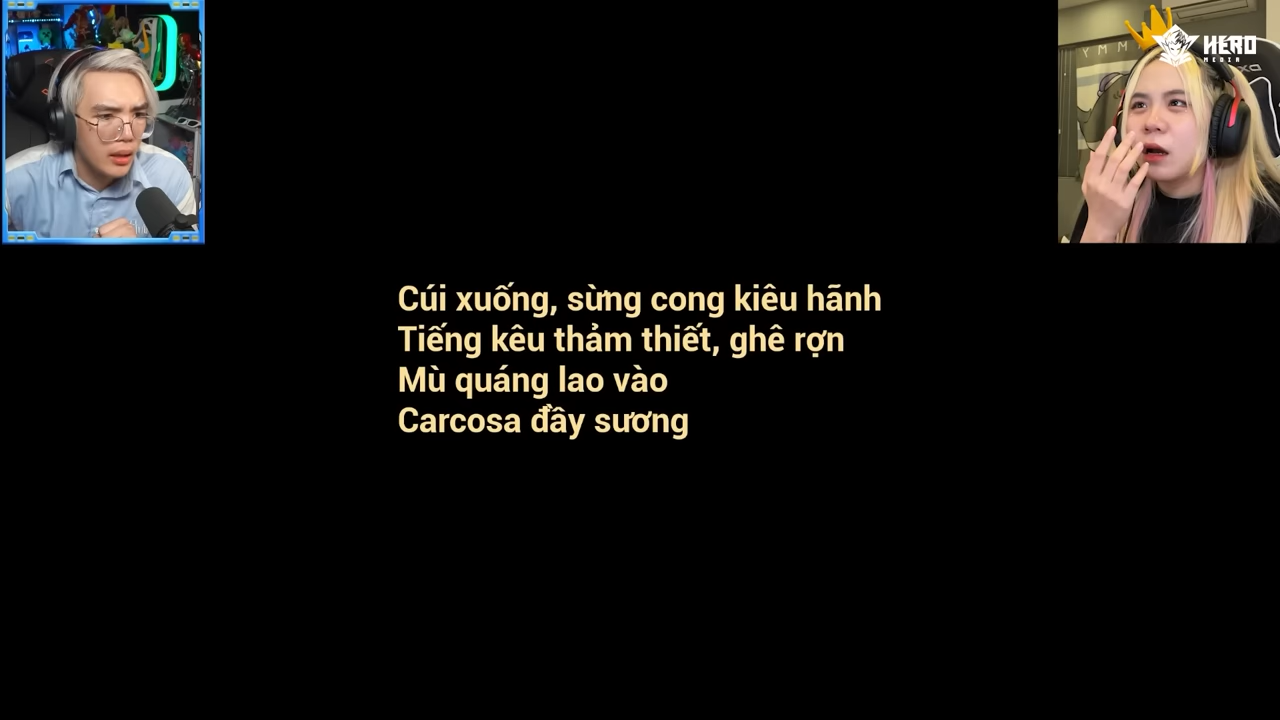 HERO
MEDIA
Cúi xuống, sừng cong kiêu hãnh
Tiếng kêu thảm thiết, ghê rợn
Mù quáng lao vào
Carcosa đầy sương